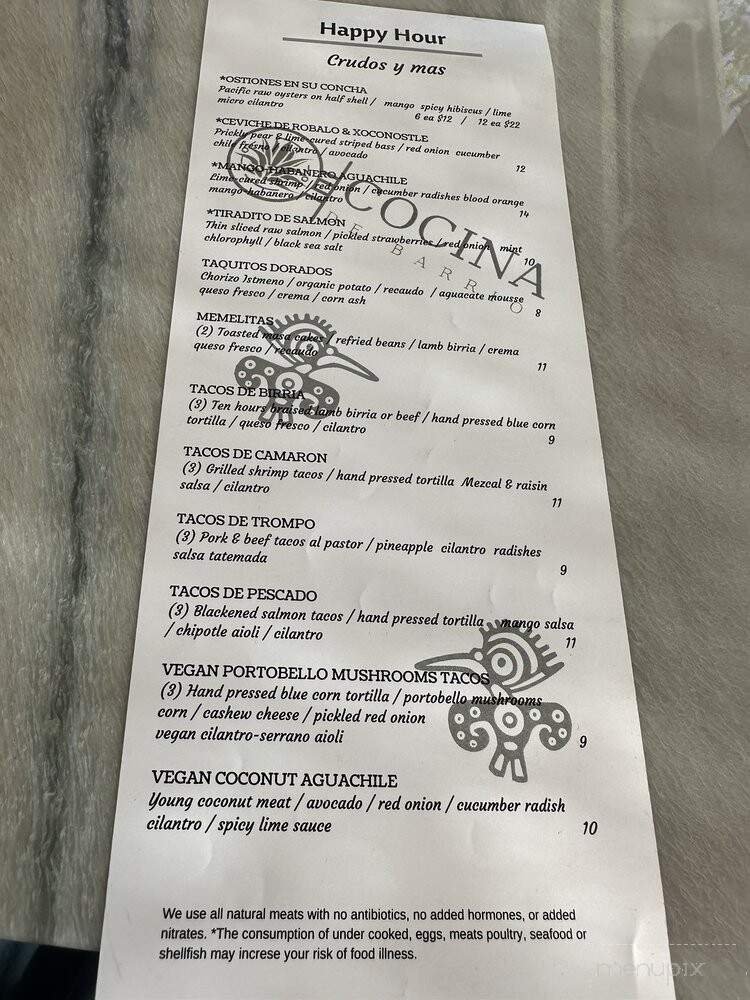 Happy Hour
Crudos y mas
*OSTIONES EN SU CONCHA
Pacific raw oysters on half shell / mango spicy hibiscus / lime
micro cilantro 6 ea $12 / 12 ea $22
*CEVICHE DE ROBALO & XOCONOSTLE
Prickly pear & lime-cured striped bass / red onion cucumber
chile fresno / cilantro / avocado 12
*MANGO-HABANERO AGUACHILE
Lime-cured shrimp / red onion / cucumber radishes blood orange
mango-habanero / cilantro 14
COCINA
DE BARRIO
*TIRADITO DE SALMON
Thin sliced raw salmon / pickled strawberries / red onion mint
chlorophyll / black sea salt 10
TAQUITOS DORADOS
Chorizo Istmeno / organic potato / recaudo / aguacate mousse
queso fresco / crema / corn ash 8
MEMELITAS
(2) Toasted masa cakes / refried beans / lamb birria / crema
queso fresco / recaudo 11
TACOS DE BIRRIA
(3) Ten hours braised lamb birria or beef / hand pressed blue corn
tortilla / queso fresco / cilantro 9
TACOS DE CAMARON
(3) Grilled shrimp tacos / hand pressed tortilla Mezcal & raisin
salsa / cilantro 11
TACOS DE TROMPO
(3) Pork & beef tacos al pastor / pineapple cilantro radishes
salsa tatemada 9
TACOS DE PESCADO
(3) Blackened salmon tacos / hand pressed tortilla mango salsa
/ chipotle aioli / cilantro 11
VEGAN PORTOBELLO MUSHROOMS TACOS
(3) Hand pressed blue corn tortilla / portobello mushrooms
corn / cashew cheese / pickled red onion
vegan cilantro-serrano aioli 9
VEGAN COCONUT AGUACHILE
Young coconut meat / avocado / red onion / cucumber radish
cilantro / spicy lime sauce 10
We use all natural meats with no antibiotics, no added hormones, or added
nitrates. *The consumption of under cooked, eggs, meats poultry, seafood or
shellfish may increse your risk of food illness.
menupix